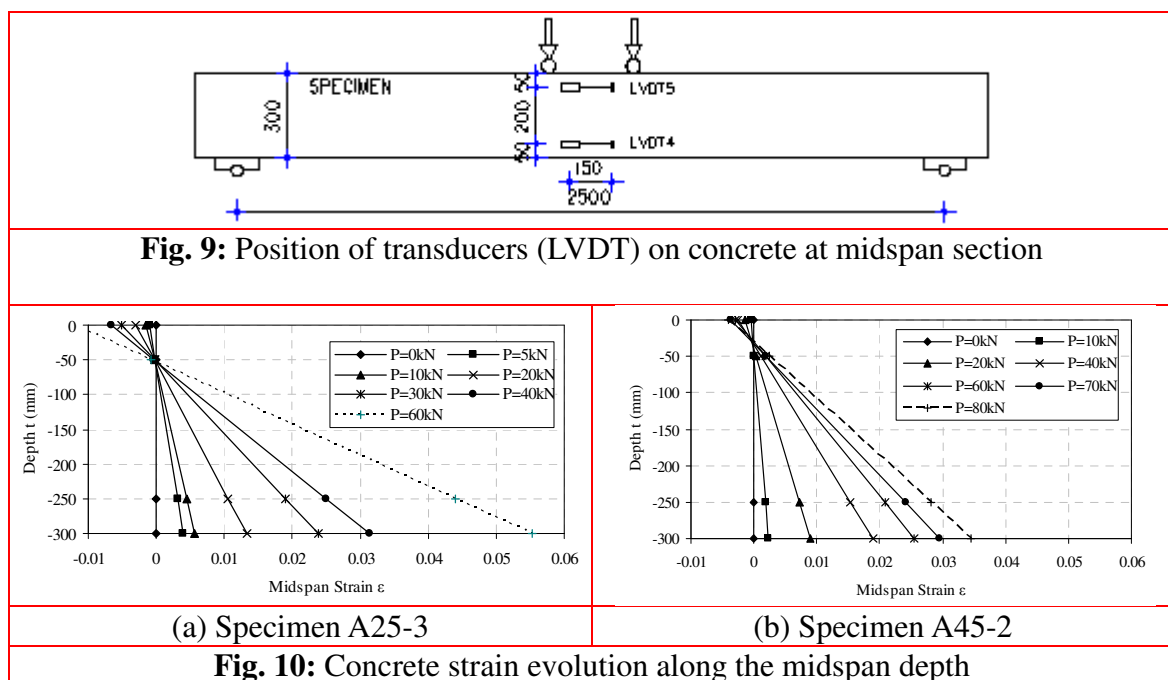 SPECIMEN
300
50
200
50
LVDT5
LVDT4
150
2500
Fig. 9: Position of transducers (LVDT) on concrete at midspan section
0
-50
-100
-150
-200
-250
-300
Depth t (mm)
-0.01 0 0.01 0.02 0.03 0.04 0.05 0.06
Midspan Strain ε
P=0kN P=5kN
P=10kN P=20kN
P=30kN P=40kN
P=60kN
(a) Specimen A25-3
0
-50
-100
-150
-200
-250
-300
Depth t (mm)
-0.01 0 0.01 0.02 0.03 0.04 0.05 0.06
Midspan Strain ε
P=0kN P=10kN
P=20kN P=40kN
P=60kN P=70kN
P=80kN
(b) Specimen A45-2
Fig. 10: Concrete strain evolution along the midspan depth